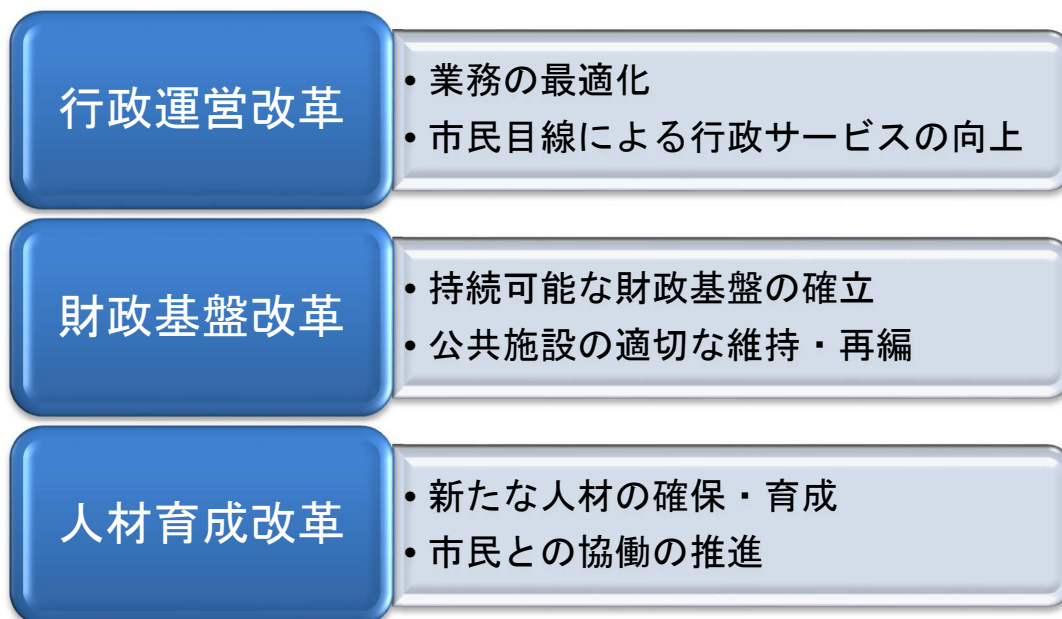 行政運営改革
• 業務の最適化
• 市民目線による行政サービスの向上
財政基盤改革
• 持続可能な財政基盤の確立
• 公共施設の適切な維持・再編
人材育成改革
• 新たな人材の確保・育成
• 市民との協働の推進